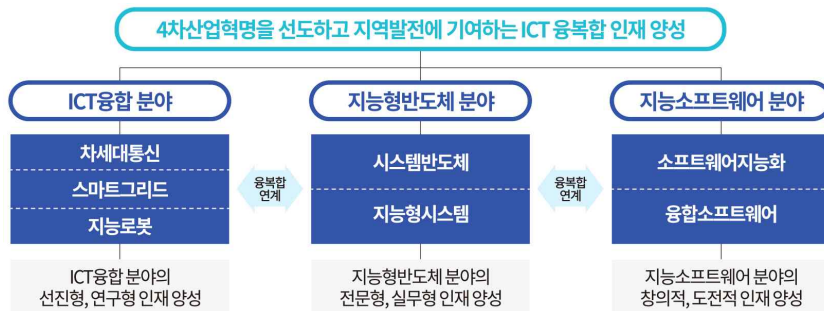 4차산업혁명을 선도하고 지역발전에 기여하는 ICT 융복합 인재 양성
ICT융합 분야
차세대통신
스마트그리드
지능로봇
ICT융합 분야의
선진형, 연구형 인재 양성
융복합
연계
지능형반도체 분야
시스템반도체
지능형시스템
지능형반도체 분야의
전문형, 실무형 인재 양성
융복합
연계
지능소프트웨어 분야
소프트웨어지능화
융합소프트웨어
지능소프트웨어 분야의
창의적, 도전적 인재 양성